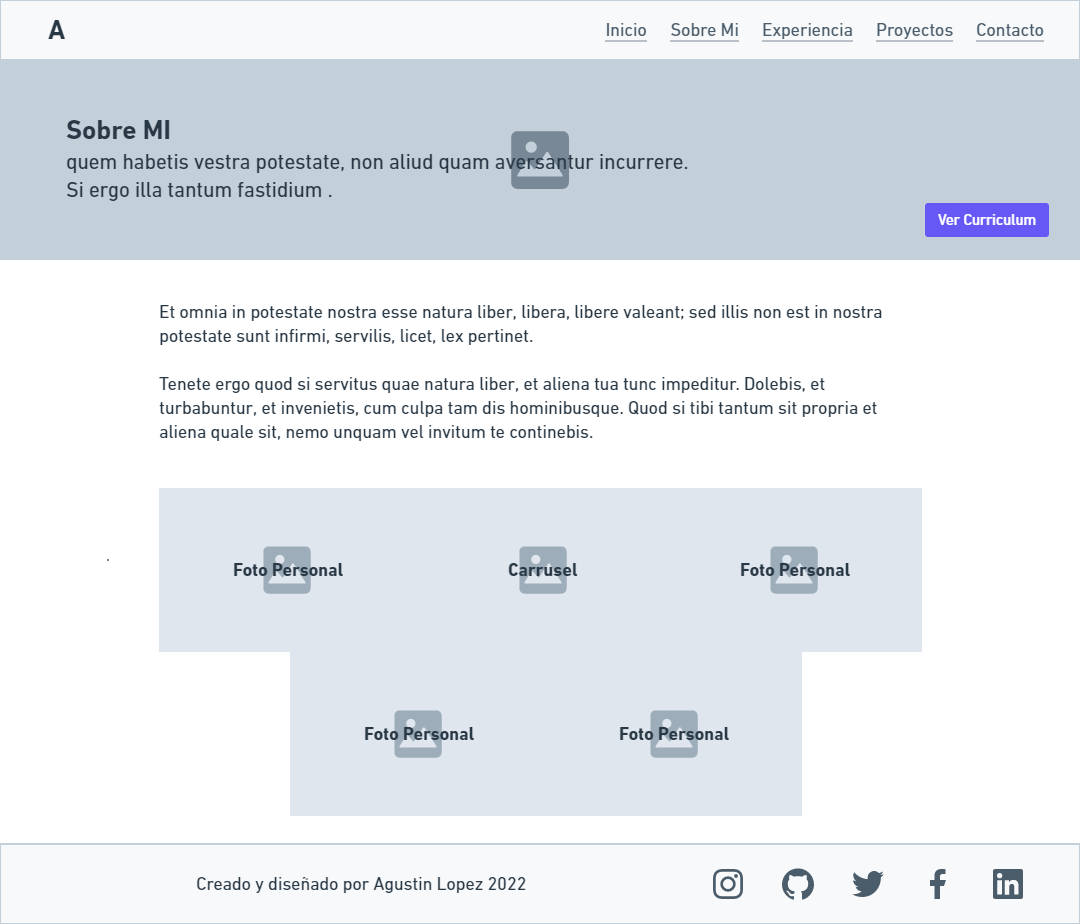 A
Inicio Sobre Mi Experiencia Proyectos Contacto
Sobre MI
quem habetis vestra potestate, non aliud quam aversantur incurrere.
Si ergo illa tantum fastidium .
Ver Curriculum
Et omnia in potestate nostra esse natura liber, libera, libere valeant; sed illis non est in nostra
potestate sunt infirmi, servilis, licet, lex pertinet.
Tenete ergo quod si servitus quae natura liber, et aliena tua tunc impeditur. Dolebis, et
turbabuntur, et invenietis, cum culpa tam dis hominibusque. Quod si tibi tantum sit propria et
aliena quale sit, nemo unquam vel invitum te continebis.
Foto Personal Carrusel Foto Personal
Foto Personal Foto Personal
Creado y diseñado por Agustin Lopez 2022